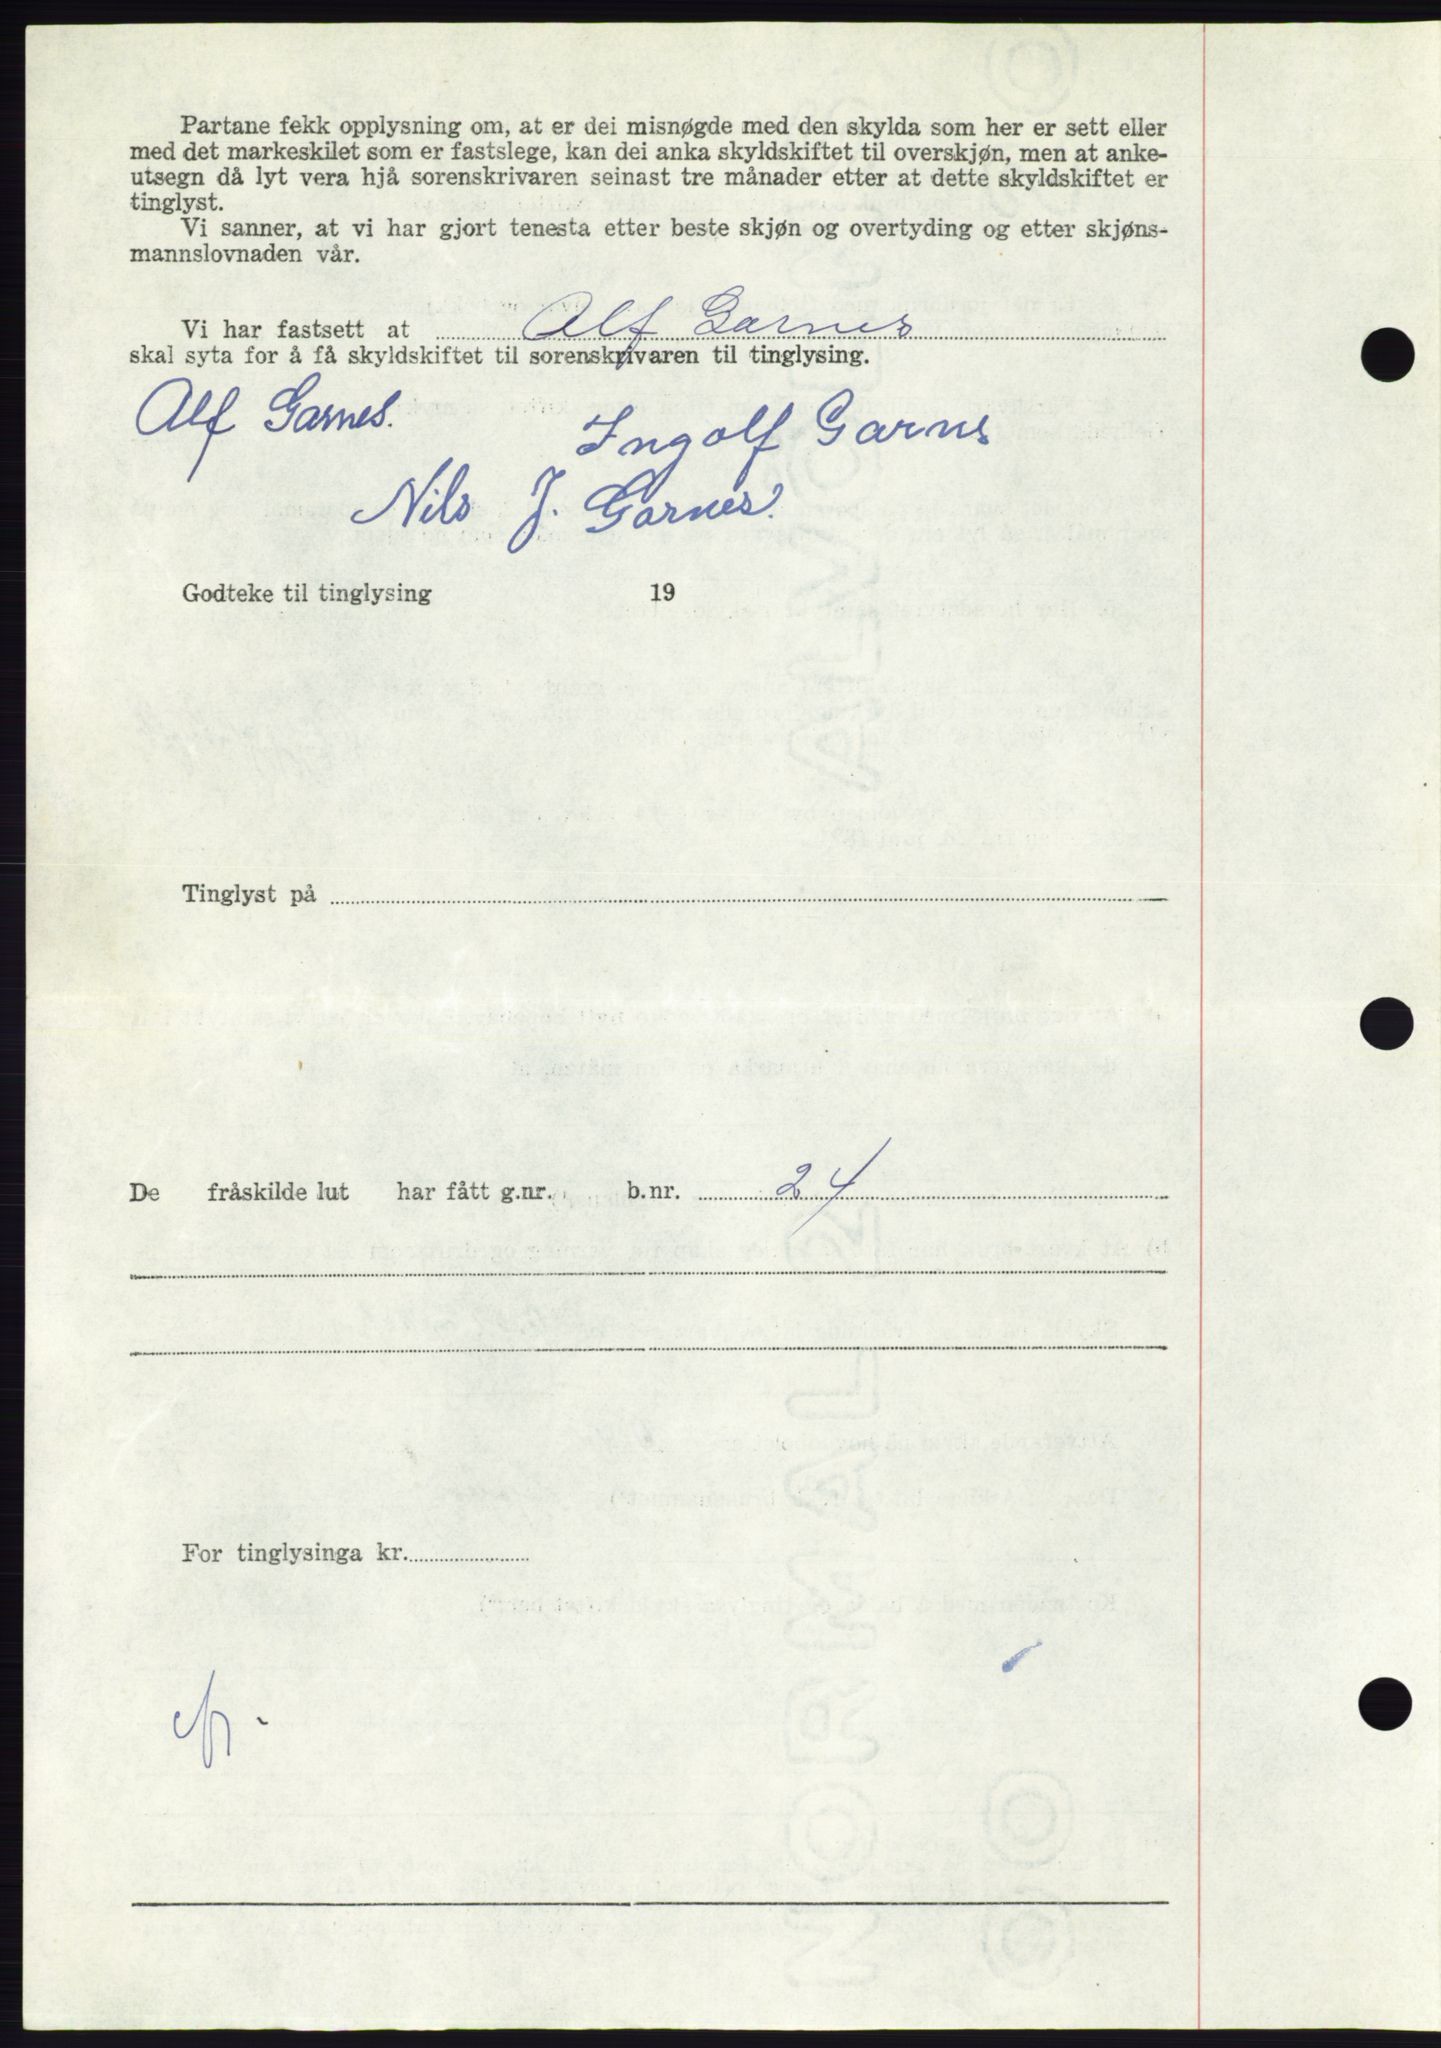 Partane fekk opplysning om, at er dei misnøgde med den skylda som her er sett eller
med det markeskilet som er fastslege, kan dei anka skyldskiftet til overskjøn, men at anke-
utsegn då lyt vera hjå sorenskrivaren seinast tre månader etter at dette skyldskiftet er
tinglyst.
Vi sanner, at vi har gjort tenesta etter beste skjøn og overtyding og etter skjøns-
mannslovnaden vår.
Vi har fastsett at Alf Garnes
skal syta for å få skyldskiftet til sorenskrivaren til tinglysing.
Alf Garnes.
Ingolf Garnes
Nils J. Garnes.
Godteke til tinglysing 19
Tinglyst på
De fråskilde lut har fått g.nr. b.nr. 24
For tinglysinga kr.